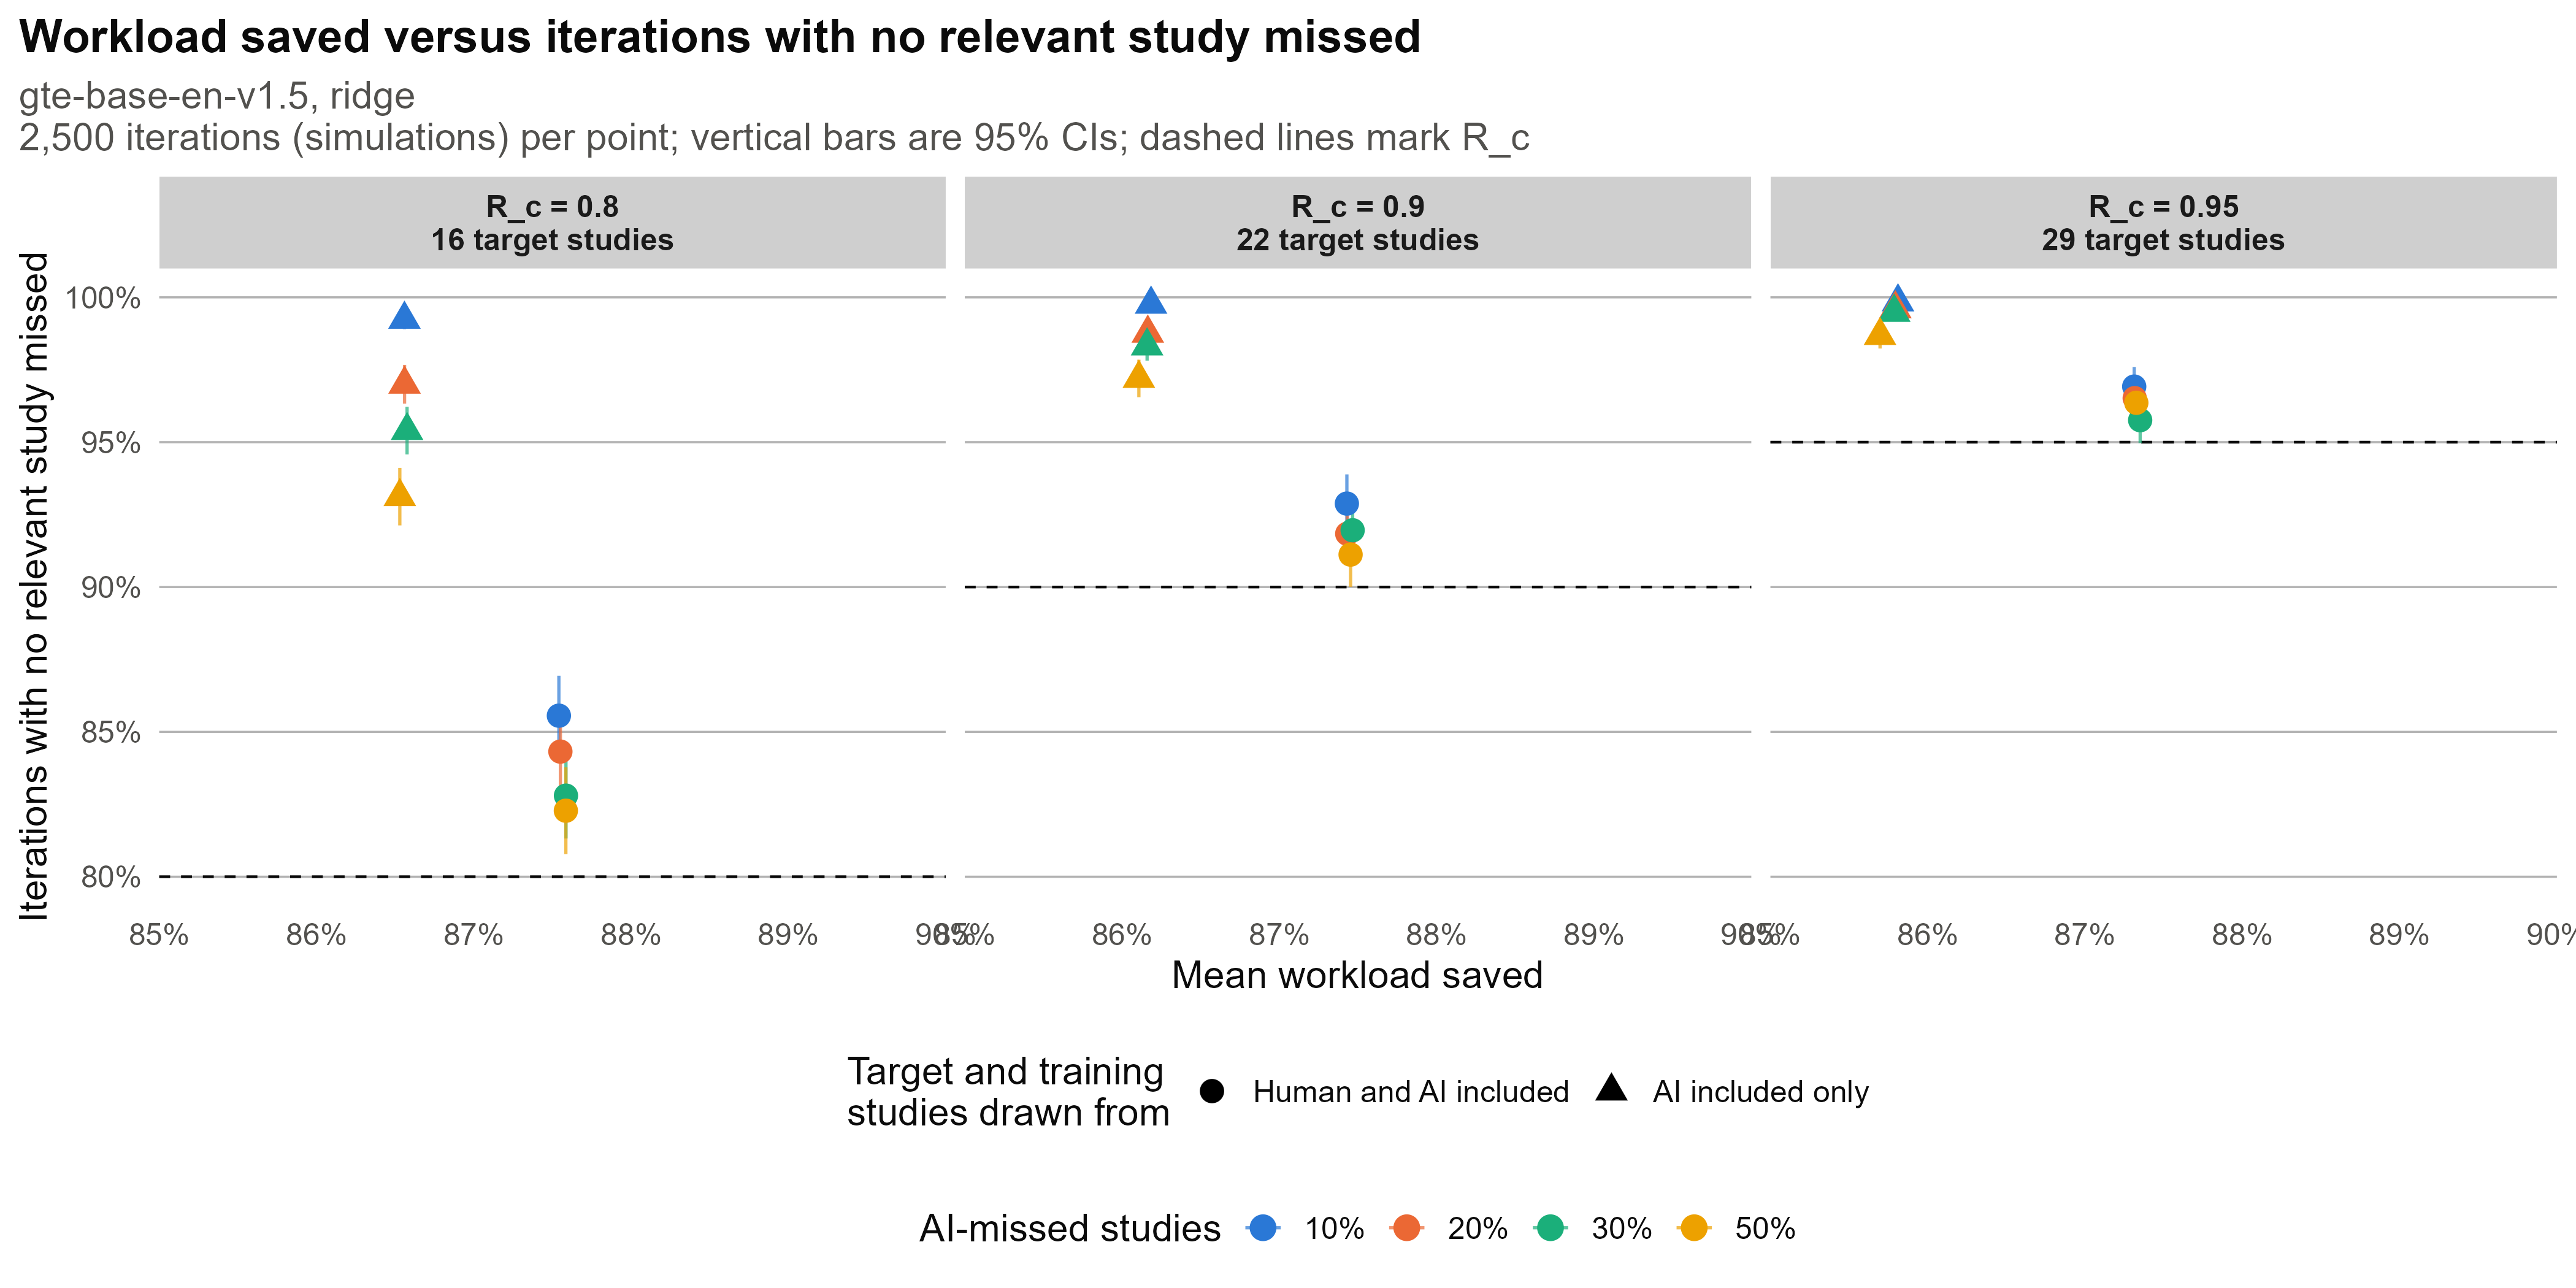 Workload saved versus iterations with no relevant study missed
gte-base-en-v1.5, ridge
2,500 iterations (simulations) per point; vertical bars are 95% CIs; dashed lines mark R_c
R_c = 0.8
16 target studies
R_c = 0.9
22 target studies
R_c = 0.95
29 target studies
Iterations with no relevant study missed
100%
95%
90%
85%
80%
85% 86% 87% 88% 89% 90%
85% 86% 87% 88% 89% 90%
85% 86% 87% 88% 89% 90%
Mean workload saved
Target and training
studies drawn from
Human and AI included
AI included only
AI-missed studies
10%
20%
30%
50%